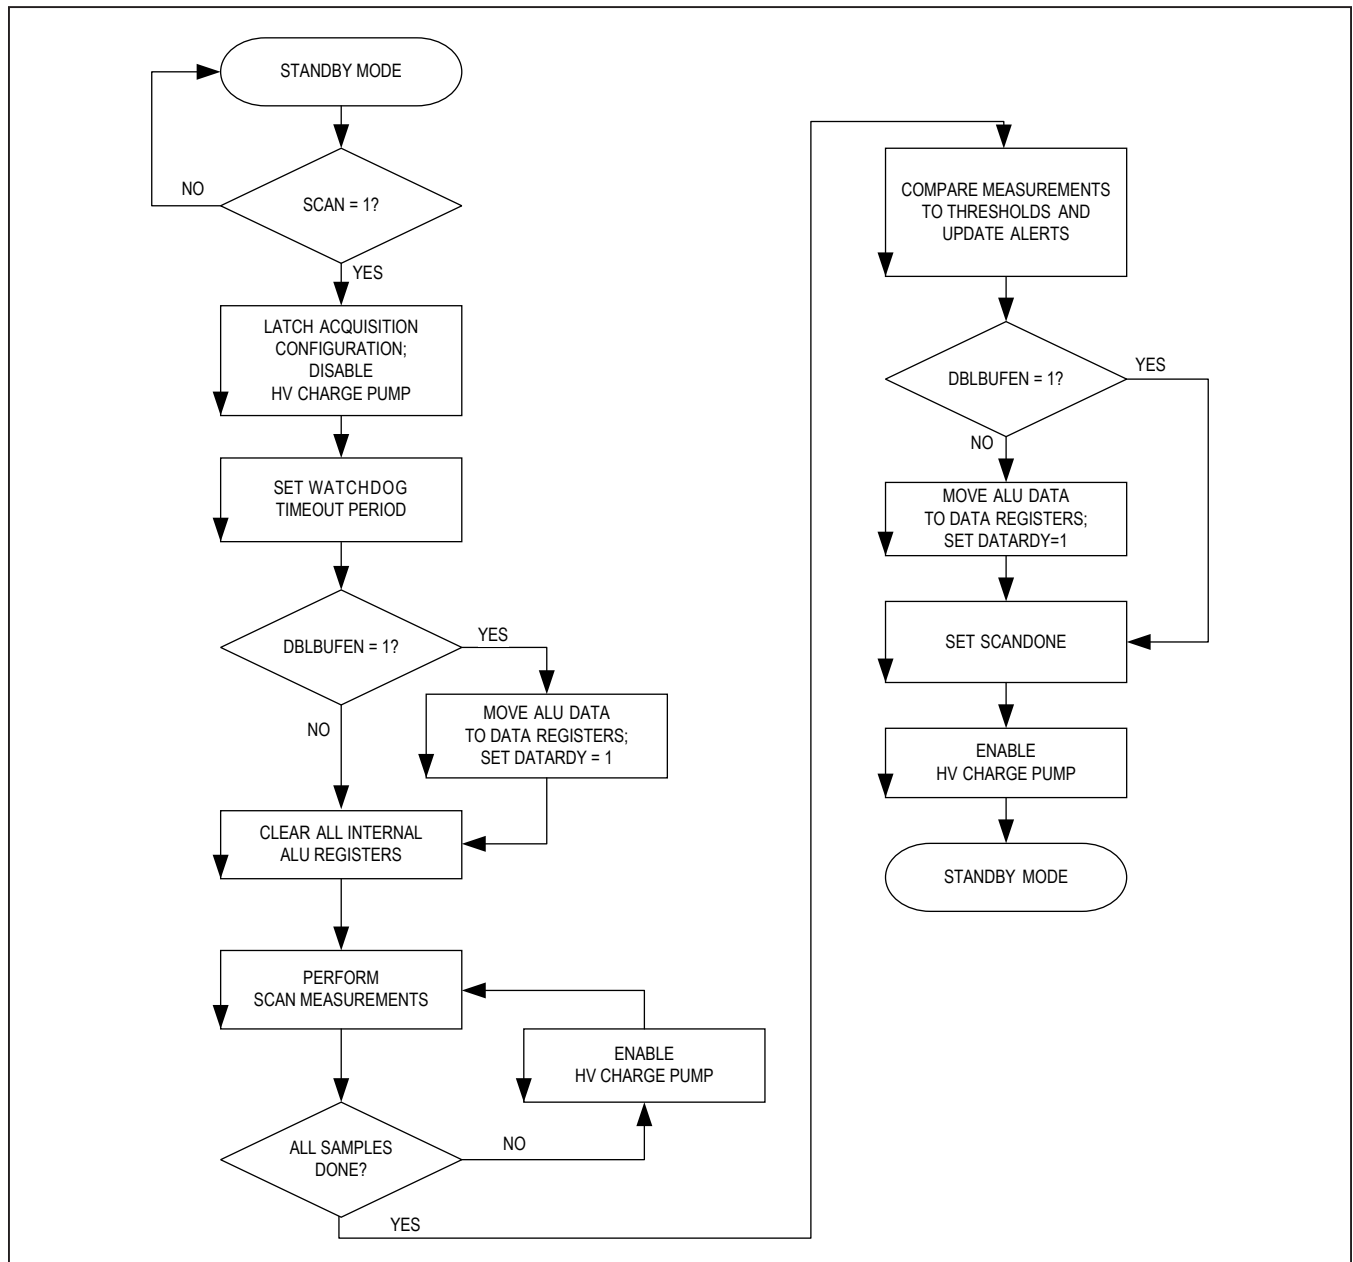 STANDBY MODE
NO
SCAN = 1?
YES
LATCH ACQUISITION
CONFIGURATION;
DISABLE
HV CHARGE PUMP
SET WATCHDOG
TIMEOUT PERIOD
DBLBUFEN = 1?
YES
NO
MOVE ALU DATA
TO DATA REGISTERS;
SET DATARDY = 1
CLEAR ALL INTERNAL
ALU REGISTERS
PERFORM
SCAN MEASUREMENTS
ENABLE
HV CHARGE PUMP
ALL SAMPLES
DONE?
NO
YES
COMPARE MEASUREMENTS
TO THRESHOLDS AND
UPDATE ALERTS
DBLBUFEN = 1?
YES
NO
MOVE ALU DATA
TO DATA REGISTERS;
SET DATARDY=1
SET SCANDONE
ENABLE
HV CHARGE PUMP
STANDBY MODE